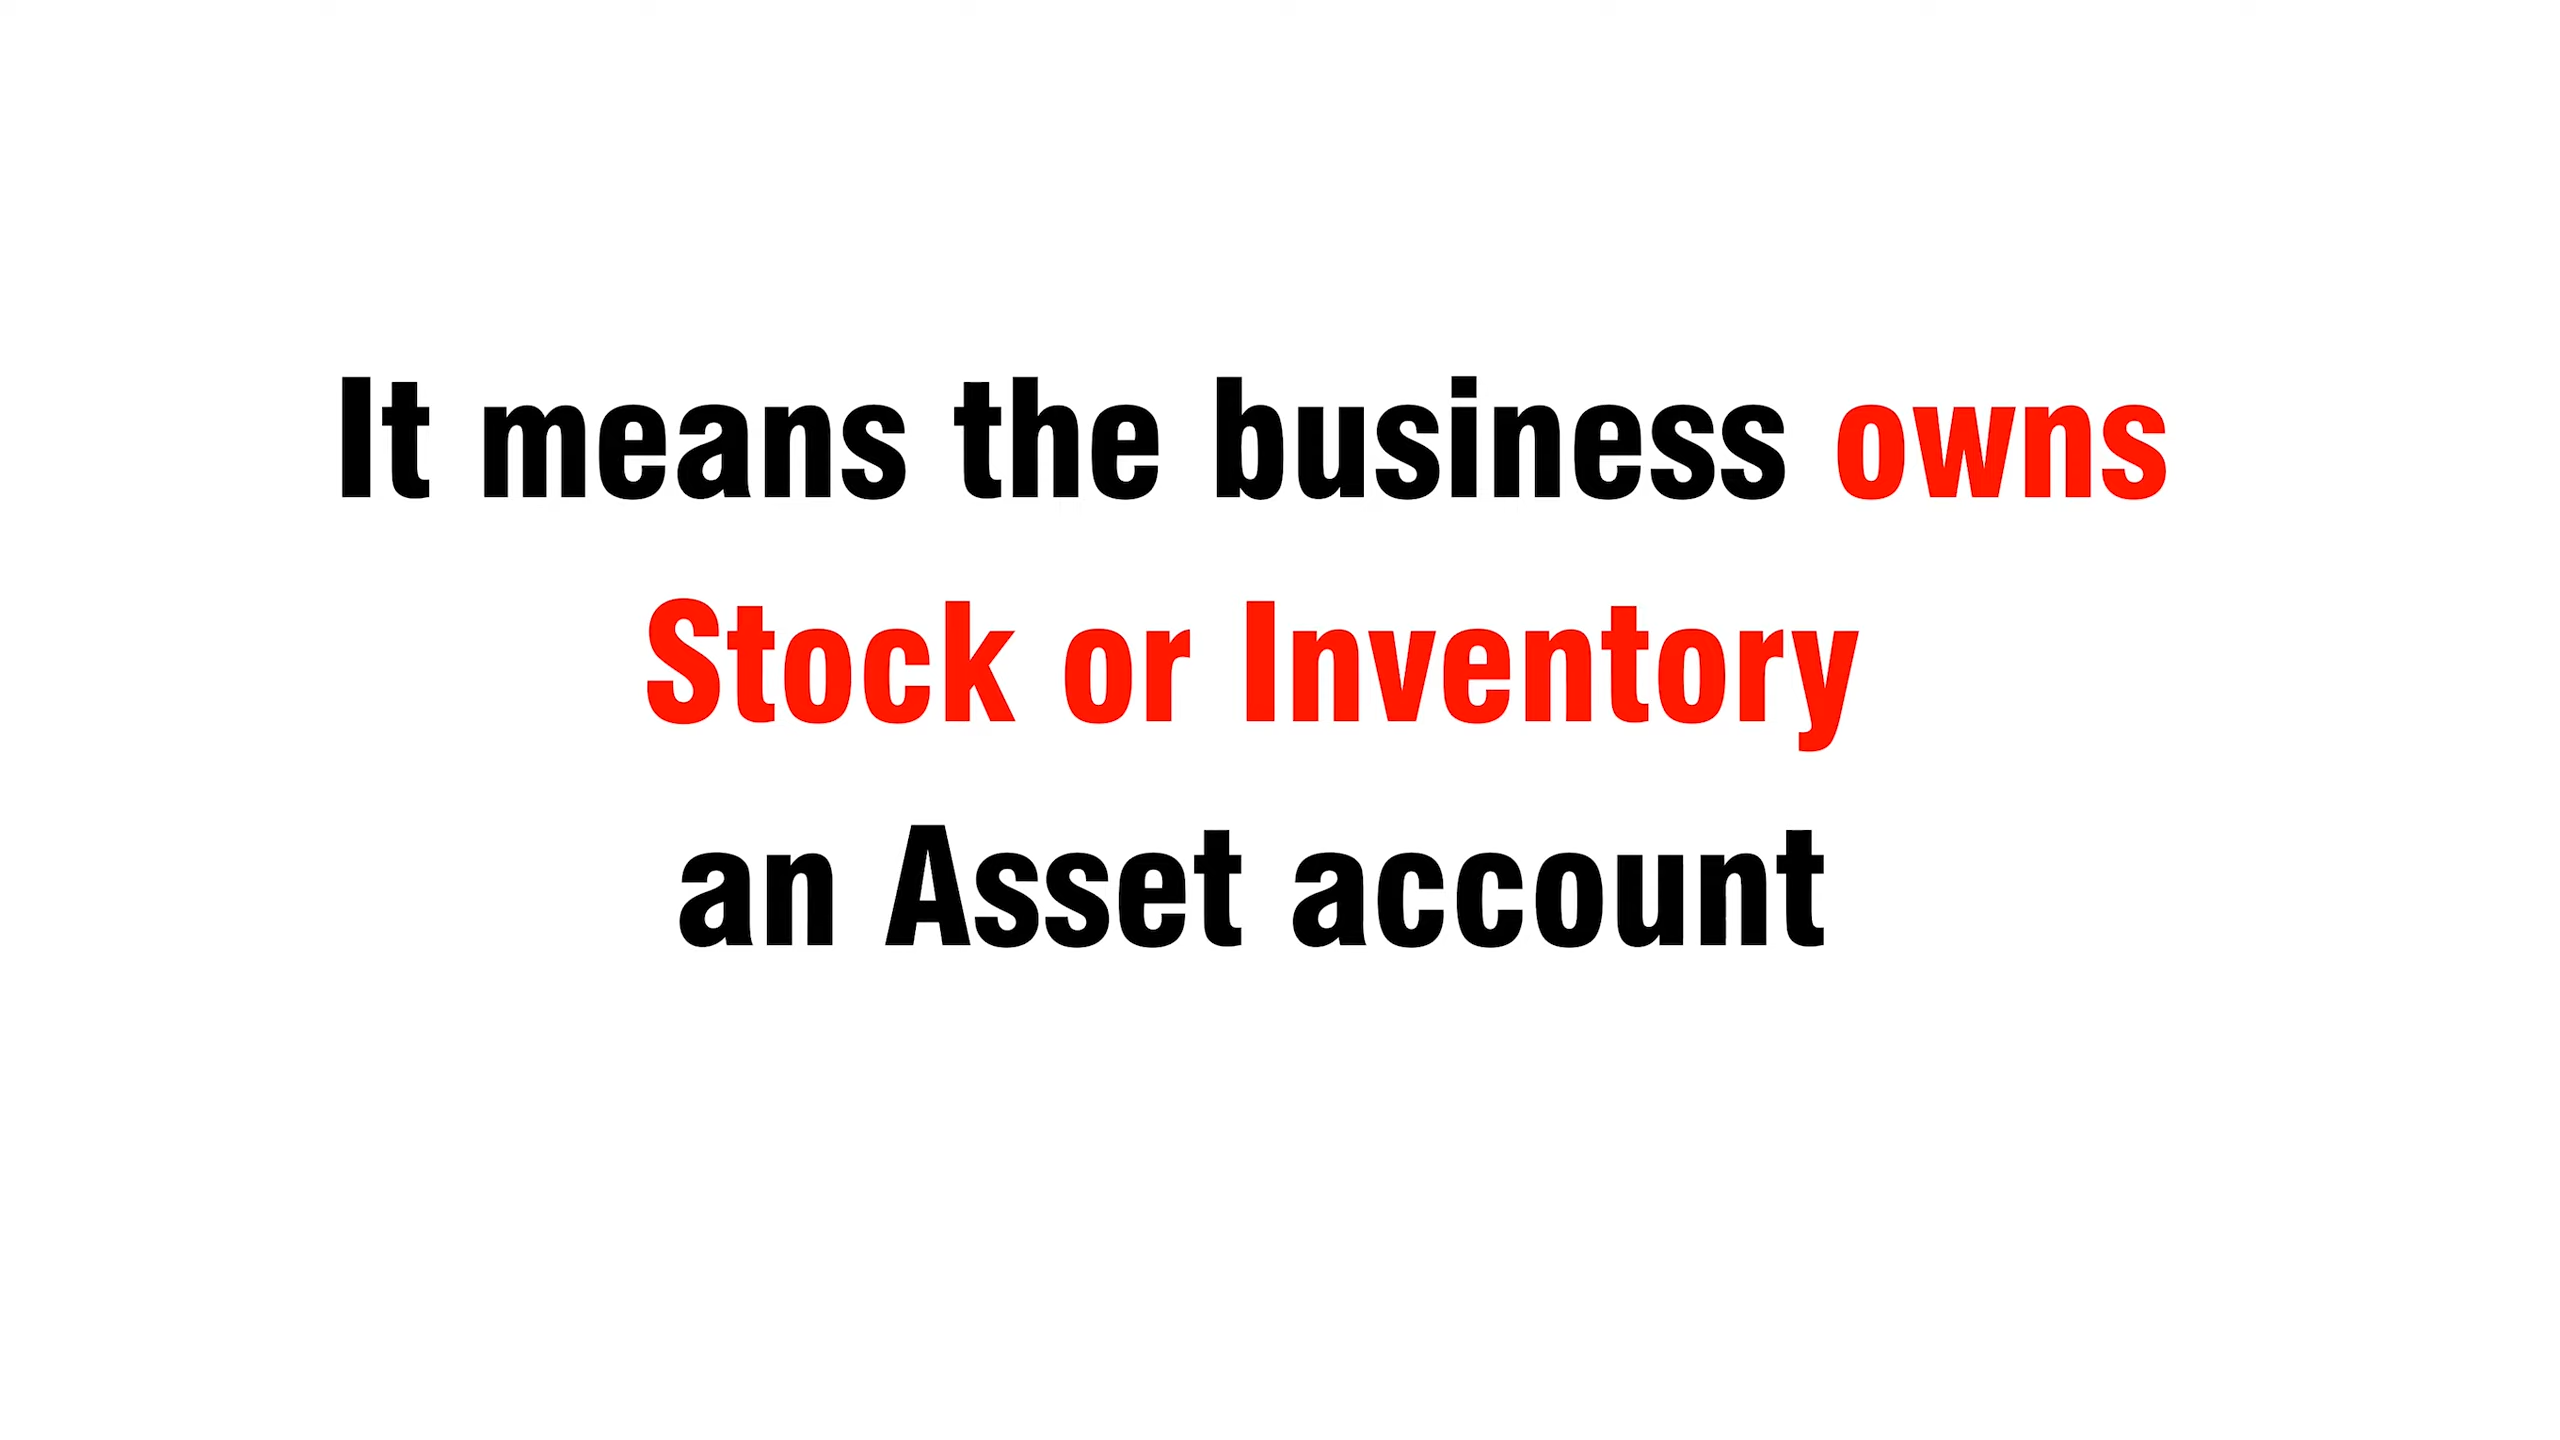 It means the business owns
Stock or Inventory
an Asset account